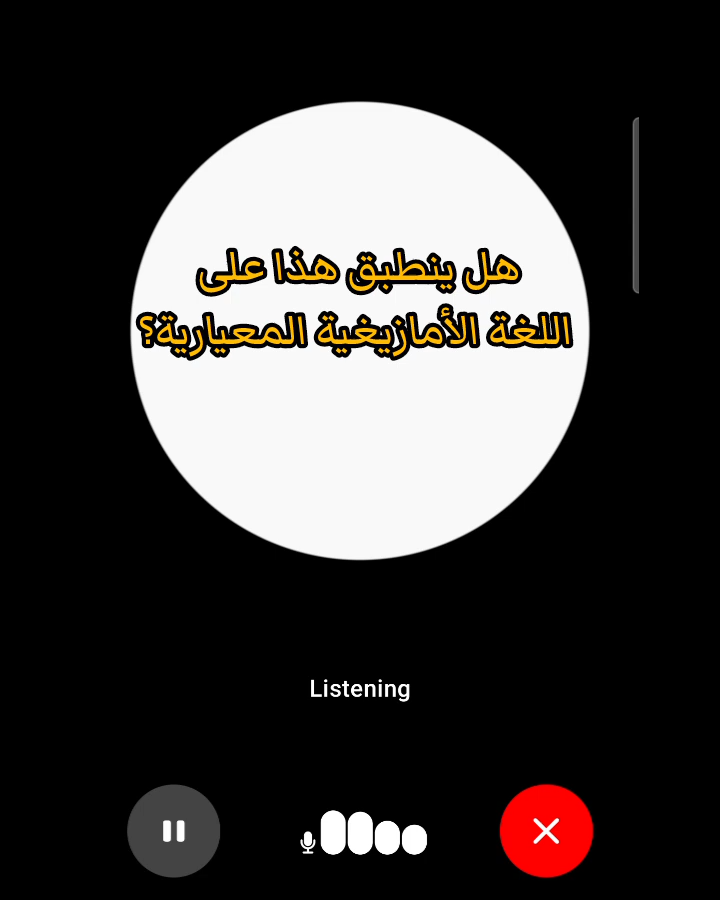 هل ينطبق هذا على
اللغة الأمازيغية المعيارية؟
Listening